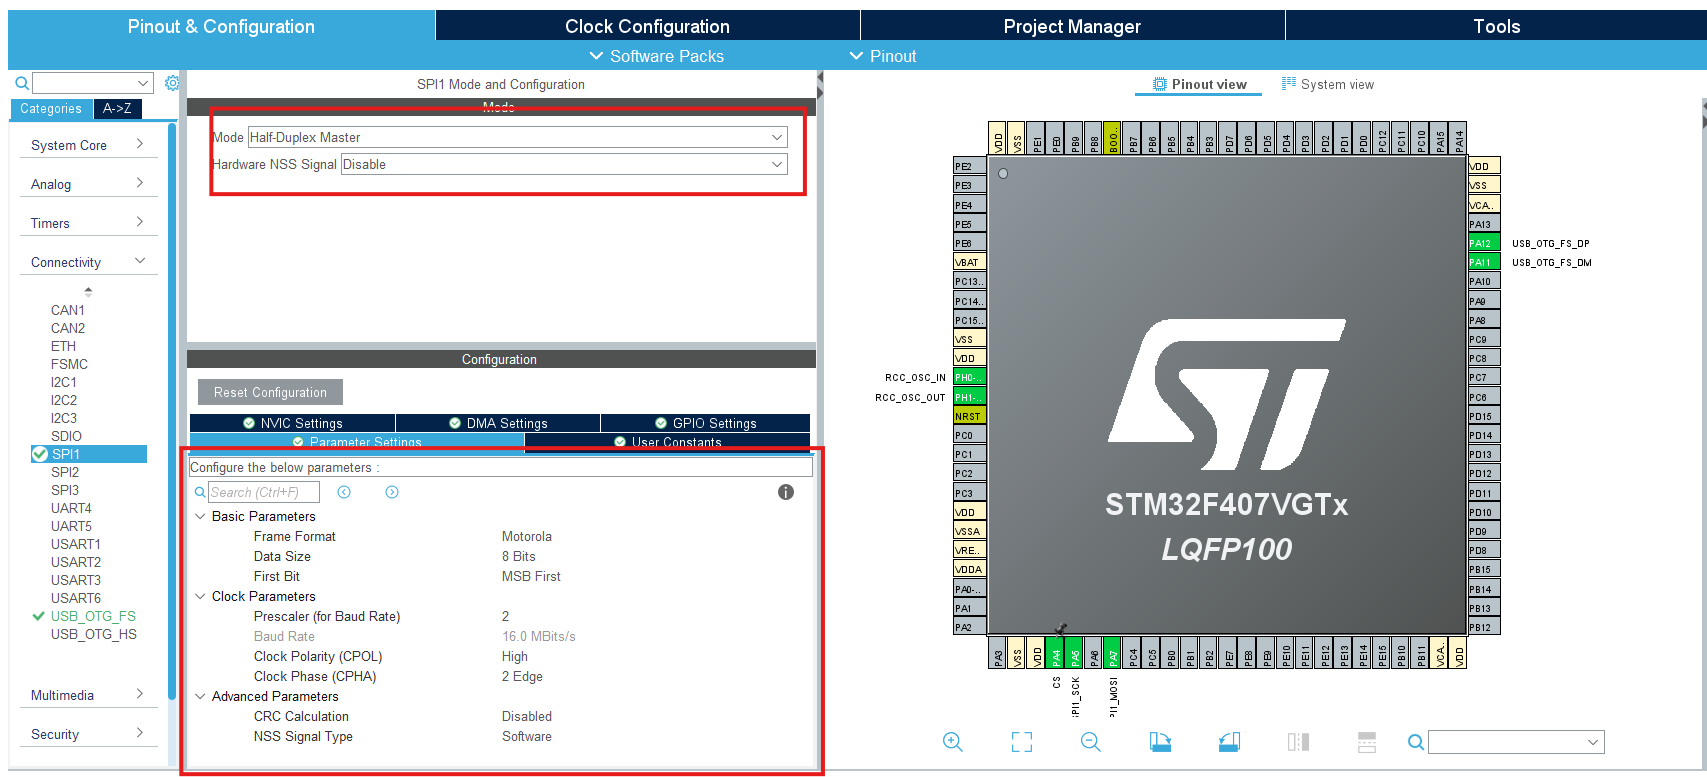 Pinout & Configuration
Clock Configuration
Project Manager
Tools
Software Packs
Pinout
Categories
A->Z
System Core
Analog
Timers
Connectivity
CAN1
CAN2
ETH
FSMC
I2C1
I2C2
I2C3
SDIO
SPI1
SPI2
SPI3
UART4
UART5
USART1
USART2
USART3
USART6
USB_OTG_FS
USB_OTG_HS
Multimedia
Security
SPI1 Mode and Configuration
Mode
Mode Half-Duplex Master
Hardware NSS Signal Disable
Configuration
Reset Configuration
NVIC Settings
DMA Settings
GPIO Settings
Parameter Settings
User Constants
Configure the below parameters :
Search (Ctrl+F)
Basic Parameters
Frame Format Motorola
Data Size 8 Bits
First Bit MSB First
Clock Parameters
Prescaler (for Baud Rate) 2
Baud Rate 16.0 MBits/s
Clock Polarity (CPOL) High
Clock Phase (CPHA) 2 Edge
Advanced Parameters
CRC Calculation Disabled
NSS Signal Type Software
Pinout view
System view
VDD
VSS
PE1
PE0
PB9
PB8
BOO..
PB7
PB6
PB5
PB4
PB3
PD7
PD6
PD5
PD4
PD3
PD2
PD1
PD0
PC12
PC11
PC10
PA15
PA14
PE2
PE3
PE4
PE5
PE6
VBAT
PC13..
PC14..
PC15..
VSS
VDD
RCC_OSC_IN PH0-..
RCC_OSC_OUT PH1-..
NRST
PC0
PC1
PC2
PC3
VDD
VSSA
VRE..
VDDA
PA0-..
PA1
PA2
VDD
VSS
VCA..
PA13
PA12 USB_OTG_FS_DP
PA11 USB_OTG_FS_DM
PA10
PA9
PA8
PC9
PC8
PC7
PC6
PD15
PD14
PD13
PD12
PD11
PD10
PD9
PD8
PB15
PB14
PB13
PB12
STM32F407VGTx
LQFP100
PA3
VSS
VDD
PA4
PA5
PA6
PA7
PC4
PC5
PB0
PB1
PB2
PE7
PE8
PE9
PE10
PE11
PE12
PE13
PE14
PE15
PB10
PB11
VCA..
VDD
CS
SPI1_SCK
PI1_MOSI